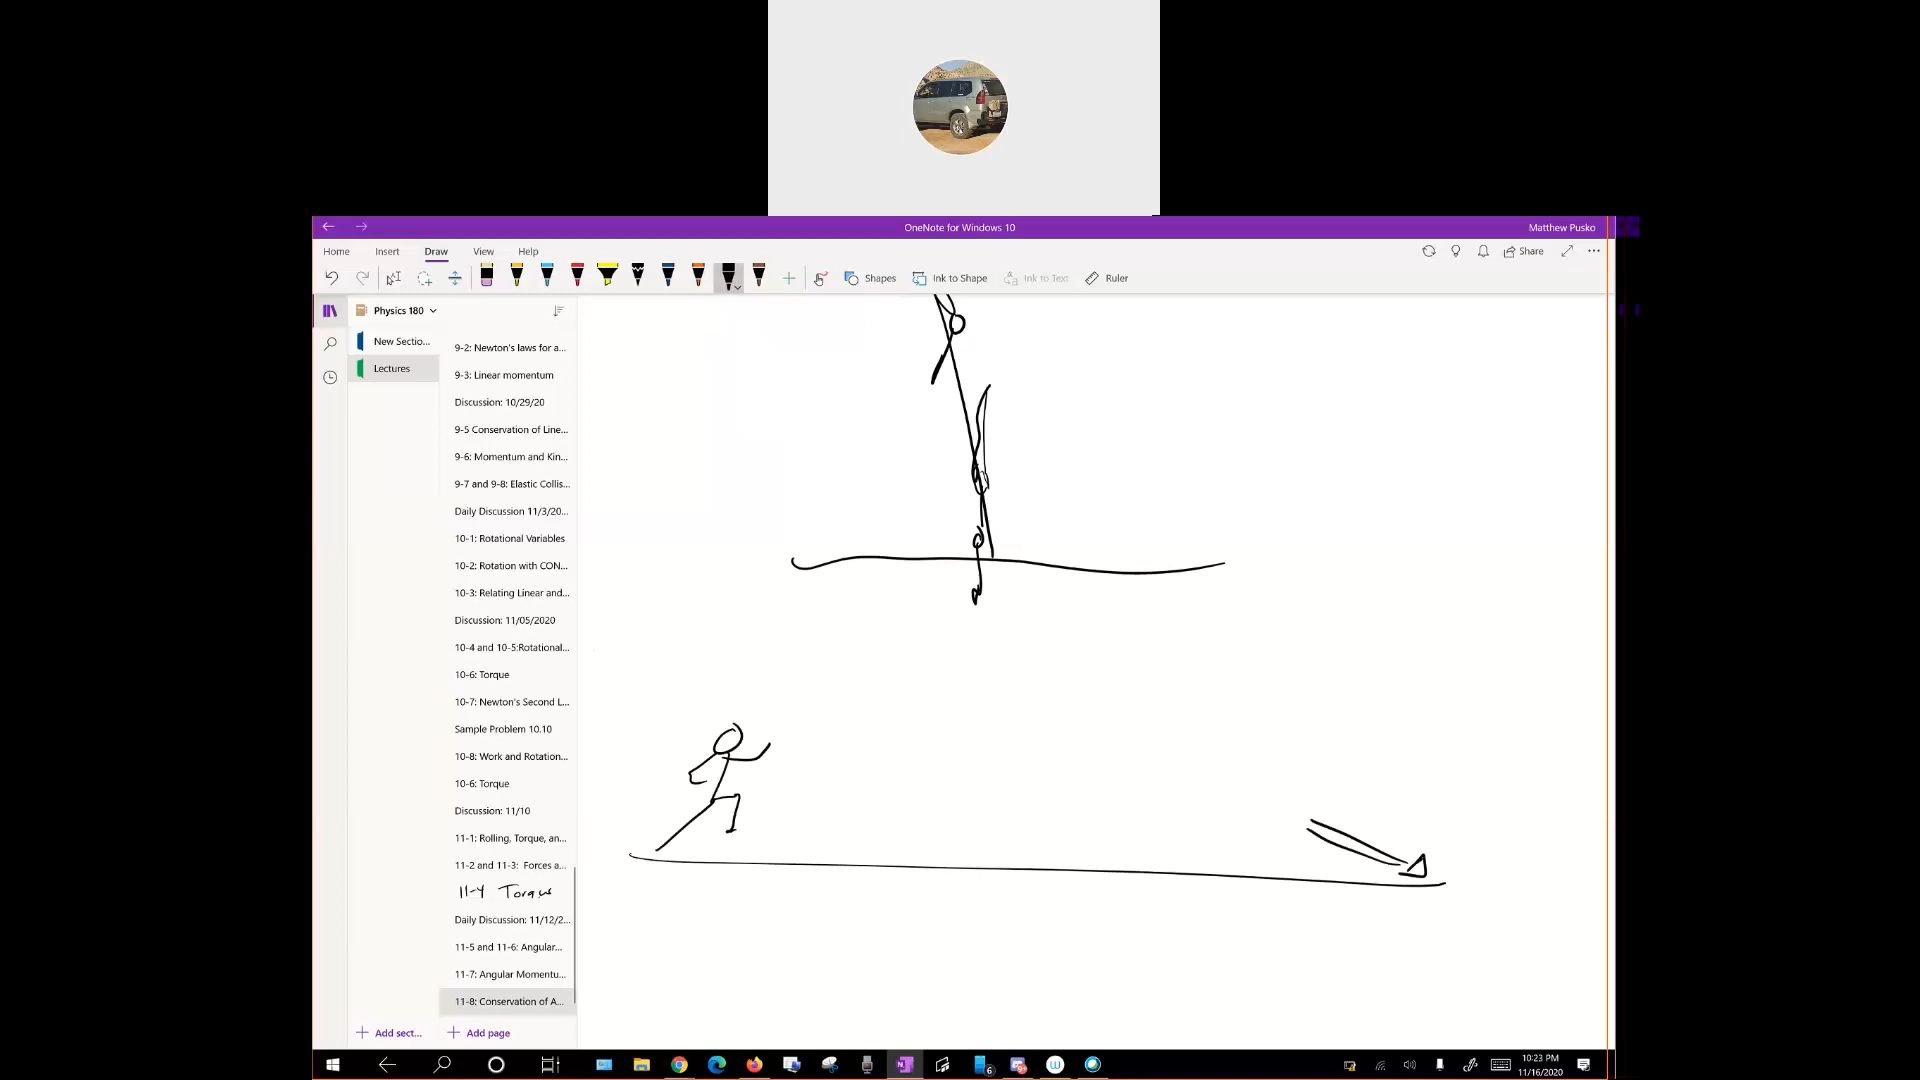 OneNote for Windows 10
Matthew Pusko
Home Insert Draw View Help
Share
Shapes Ink to Shape Ink to Text Ruler
Physics 180
New Sectio...
Lectures
9-2: Newton's laws for a...
9-3: Linear momentum
Discussion: 10/29/20
9-5 Conservation of Line...
9-6: Momentum and Kin...
9-7 and 9-8: Elastic Collis...
Daily Discussion 11/3/20...
10-1: Rotational Variables
10-2: Rotation with CON...
10-3: Relating Linear and...
Discussion: 11/05/2020
10-4 and 10-5:Rotational...
10-6: Torque
10-7: Newton's Second L...
Sample Problem 10.10
10-8: Work and Rotation...
10-6: Torque
Discussion: 11/10
11-1: Rolling, Torque, an...
11-2 and 11-3: Forces a...
11-4 Torque
Daily Discussion: 11/12/2...
11-5 and 11-6: Angular...
11-7: Angular Momentu...
11-8: Conservation of A...
Add sect...
Add page
6
10:23 PM
11/16/2020